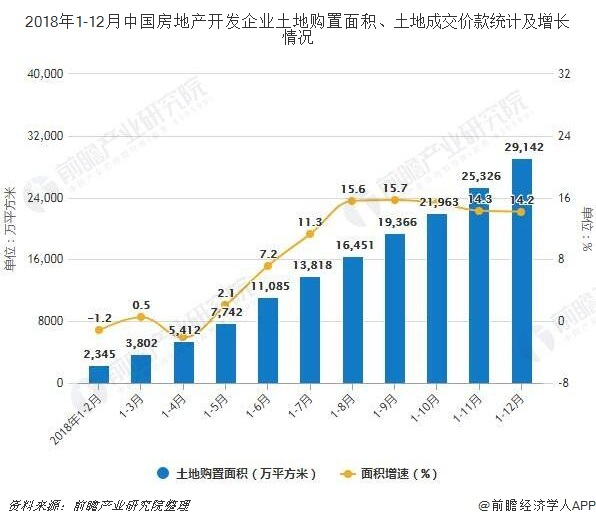 2018年1-12月中国房地产开发企业土地购置面积、土地成交价款统计及增长
情况
40,000
32
32,000
24
29,142
25,326
24,000
15.6
15.7
21,963
14.3
14.2
16
19,366
11.3
16,451
16,000
7.2
13,818
8
11,085
2.1
8000
-1.2
0.5
5,412
7,742
0
2,345
3,802
0
-8
单位：万平方米
单位：%
2018年1-2月
1-3月
1-4月
1-5月
1-6月
1-7月
1-8月
1-9月
1-10月
1-11月
1-12月
土地购置面积（万平方米）
面积增速（%）
资料来源：前瞻产业研究院整理
@前瞻经济学人APP
前瞻产业研究院